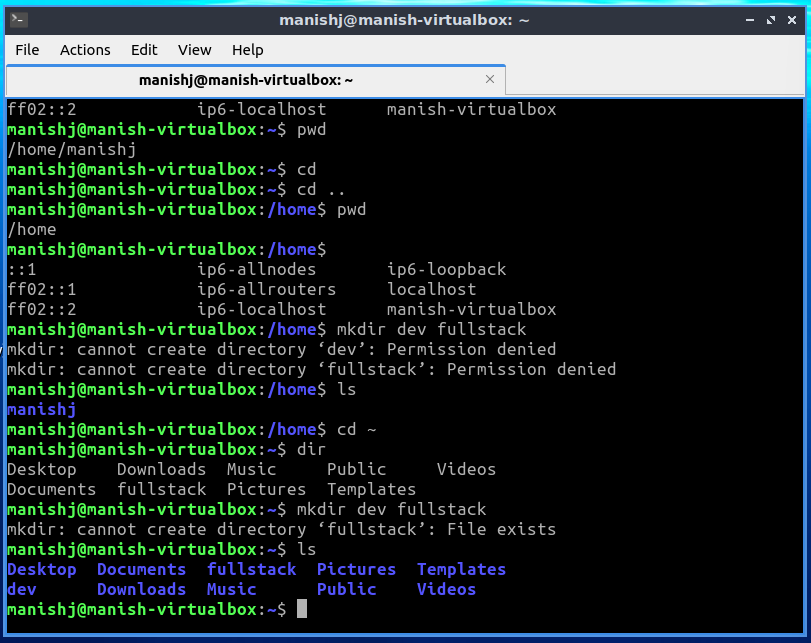 manishj@manish-virtualbox: ~
File Actions Edit View Help
manishj@manish-virtualbox: ~
ff02::2 ip6-localhost manish-virtualbox
manishj@manish-virtualbox:~$ pwd
/home/manishj
manishj@manish-virtualbox:~$ cd
manishj@manish-virtualbox:~$ cd ..
manishj@manish-virtualbox:/home$ pwd
/home
manishj@manish-virtualbox:/home$
::1 ip6-allnodes ip6-loopback
ff02::1 ip6-allrouters localhost
ff02::2 ip6-localhost manish-virtualbox
manishj@manish-virtualbox:/home$ mkdir dev fullstack
mkdir: cannot create directory ‘dev’: Permission denied
mkdir: cannot create directory ‘fullstack’: Permission denied
manishj@manish-virtualbox:/home$ ls
manishj
manishj@manish-virtualbox:/home$ cd ~
manishj@manish-virtualbox:~$ dir
Desktop Downloads Music Public Videos
Documents fullstack Pictures Templates
manishj@manish-virtualbox:~$ mkdir dev fullstack
mkdir: cannot create directory ‘fullstack’: File exists
manishj@manish-virtualbox:~$ ls
Desktop Documents fullstack Pictures Templates
dev Downloads Music Public Videos
manishj@manish-virtualbox:~$